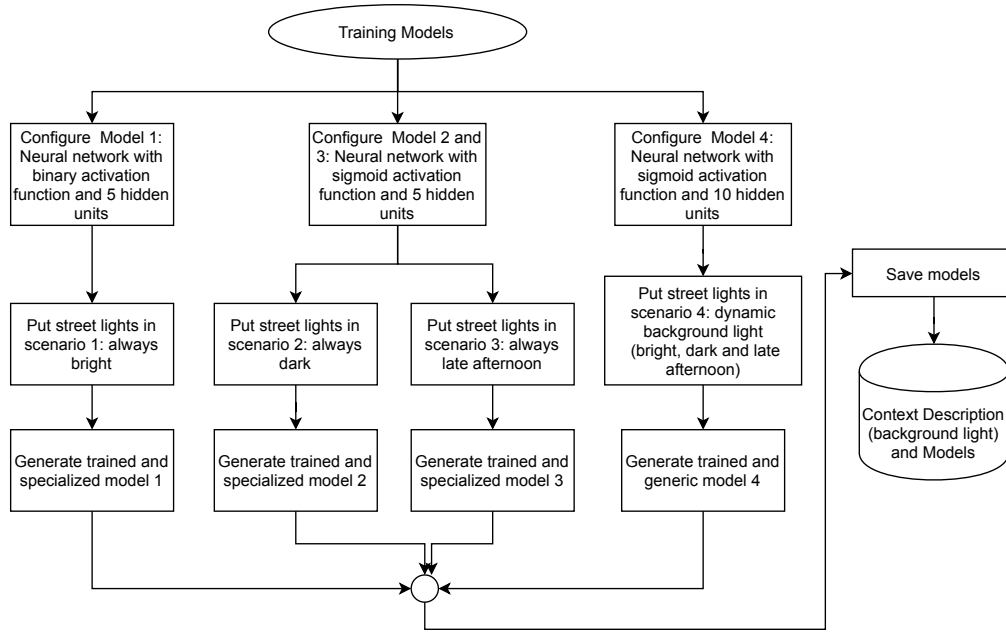 Training Models
Configure Model 1:
Neural network with
binary activation
function and 5 hidden
units
Configure Model 2 and
3: Neural network with
sigmoid activation
function and 5 hidden
units
Configure Model 4:
Neural network with
sigmoid activation
function and 10 hidden
units
Put street lights in
scenario 1: always
bright
Put street lights in
scenario 2: always
dark
Put street lights in
scenario 3: always
late afternoon
Put street lights in
scenario 4: dynamic
background light
(bright, dark and late
afternoon)
Generate trained and
specialized model 1
Generate trained and
specialized model 2
Generate trained and
specialized model 3
Generate trained and
generic model 4
Save models
Context Description
(background light)
and Models